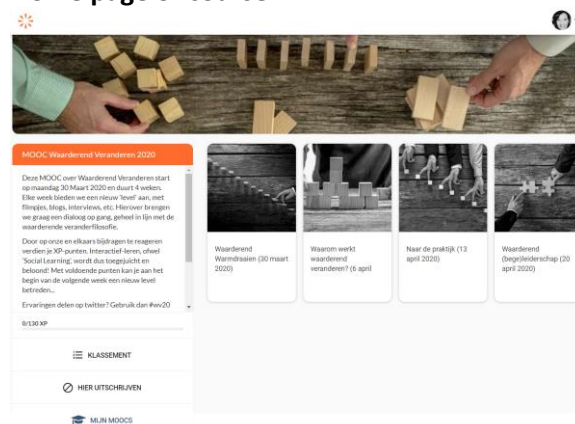 MOOC Waarderend Veranderen 2020
Deze MOOC over Waarderend Veranderen start
op maandag 30 Maart 2020 en duurt 4 weken.
Elke week bieden we een nieuw 'level' aan, met
filmpjes, blogs, interviews, etc. Hierover brengen
we graag een dialoog op gang, geheel in lijn met de
waarderende veranderfilosofie.
Door op onze en elkaars bijdragen te reageren
verdien je XP-punten. Interactief-leren, ofwel
'Social Learning', wordt dus toegejuicht en
beloond! Met voldoende punten kan je aan het
begin van de volgende week een nieuw level
betreden...
Ervaringen delen op twitter? Gebruik dan #wv20
0/130 XP
KLASSEMENT
HIER UITSCHRIJVEN
MIJN MOOCS
Waarderend
Warmdraaien (30 maart
2020)
Waarom werkt
waarderend
veranderen? (6 april
Naar de praktijk (13
april 2020)
Waarderend
(bege)leiderschap (20
april 2020)